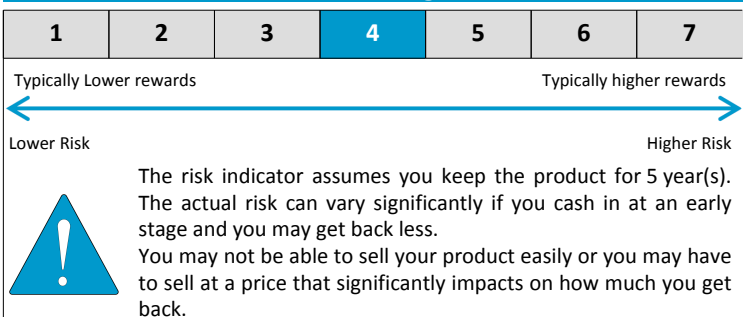 1 2 3 4 5 6 7
Typically Lower rewards Typically higher rewards
Lower Risk Higher Risk
The risk indicator assumes you keep the product for 5 year(s).
The actual risk can vary significantly if you cash in at an early
stage and you may get back less.
You may not be able to sell your product easily or you may have
to sell at a price that significantly impacts on how much you get
back.